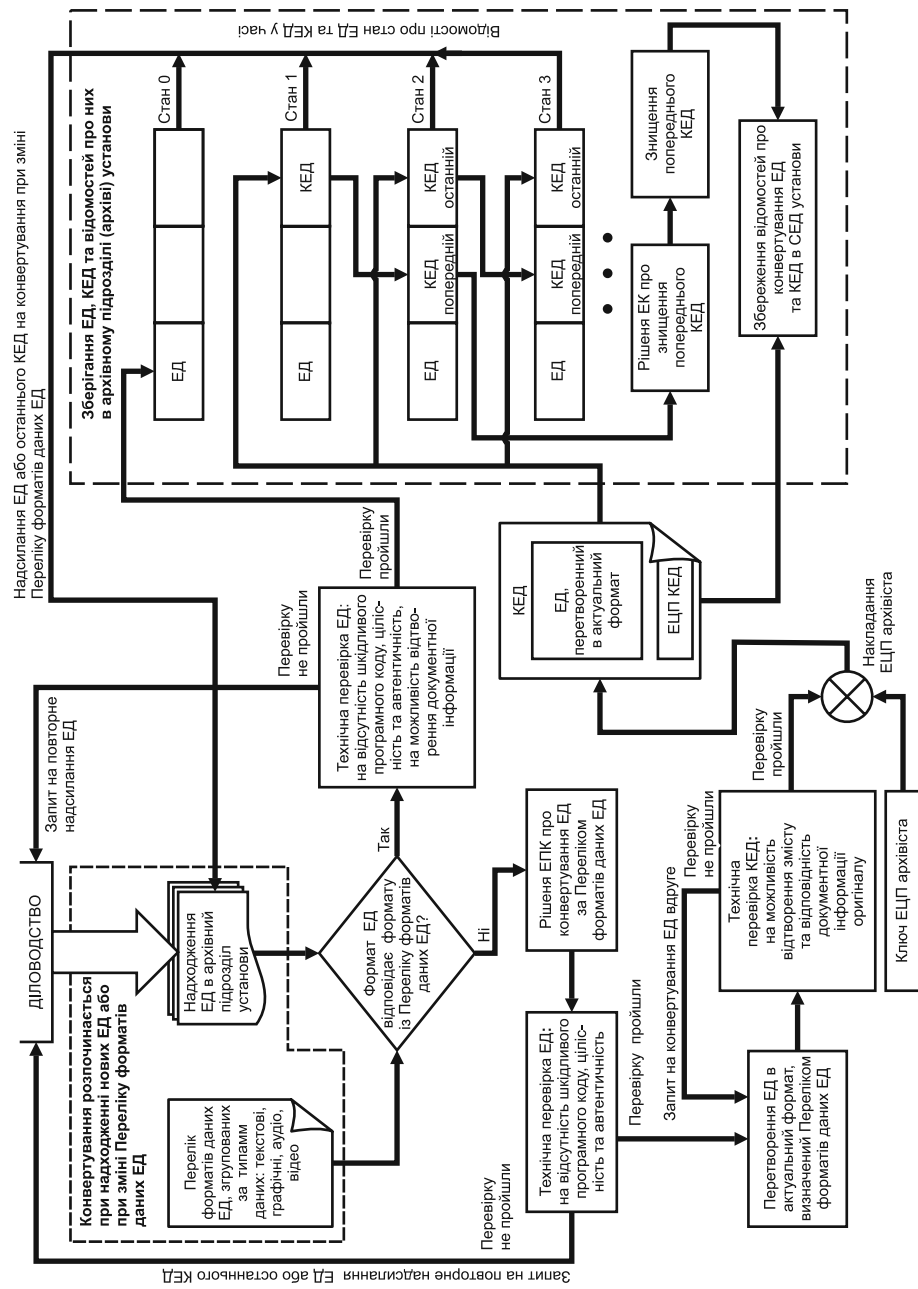 ДІЛОВОДСТВО
Конвертування розпочинається
при надходженні нових ЕД або
при зміні Переліку форматів
даних ЕД
Надходження
ЕД в архівний
підрозділ
установи
Перелік
форматів даних
ЕД, згрупованих
за типамм
даних: текстові,
графічні, аудіо,
відео
Запит на повторне
надсилання ЕД
Надсилання ЕД або останнього КЕД на конвертування при зміні
Переліку форматів даних ЕД
Формат ЕД
відповідає формату
із Переліку форматів
даних ЕД?
Так
Ні
Технічна перевірка ЕД:
на відсутність шкідливого
програмного коду, ціліс-
ність та автентичність,
на можливість відтво-
рення документної
інформації
Перевірку
не пройшли
Перевірку
пройшли
Рішеня ЕПК про
конвертування ЕД
за Переліком
форматів даних ЕД
Технічна перевірка ЕД:
на відсутність шкідливого
програмного коду, ціліс-
ність та автентичність
Перевірку
не пройшли
Запит на повторне надсилання ЕД або останнього КЕД
Перевірку пройшли
Перетворення ЕД в
актуальний формат,
визначений Переліком
форматів даних ЕД
Запит на конвертування ЕД вдруге
Перевірку
не пройшли
Технічна
перевірка КЕД:
на можливість
відтворення змісту
та відповідність
документної
інформації
оригіналу
Перевірку
пройшли
Ключ ЕЦП архівіста
Накладання
ЕЦП архівіста
КЕД
ЕД,
перетворенний
в актуальный
формат
ЕЦП КЕД
Зберігання ЕД, КЕД та відомостей про них
в архівному підрозділі (архіві) установи
ЕД
Стан 0
ЕД
КЕД
Стан 1
ЕД
КЕД
попередній
КЕД
останній
Стан 2
ЕД
КЕД
попередній
КЕД
останній
Стан 3
Відомості про стан ЕД та КЕД у часі
Рішеня ЕК про
знищення
попереднього
КЕД
Знищення
попереднього
КЕД
Збереження відомостей про
конвертування ЕД
та КЕД в СЕД установи